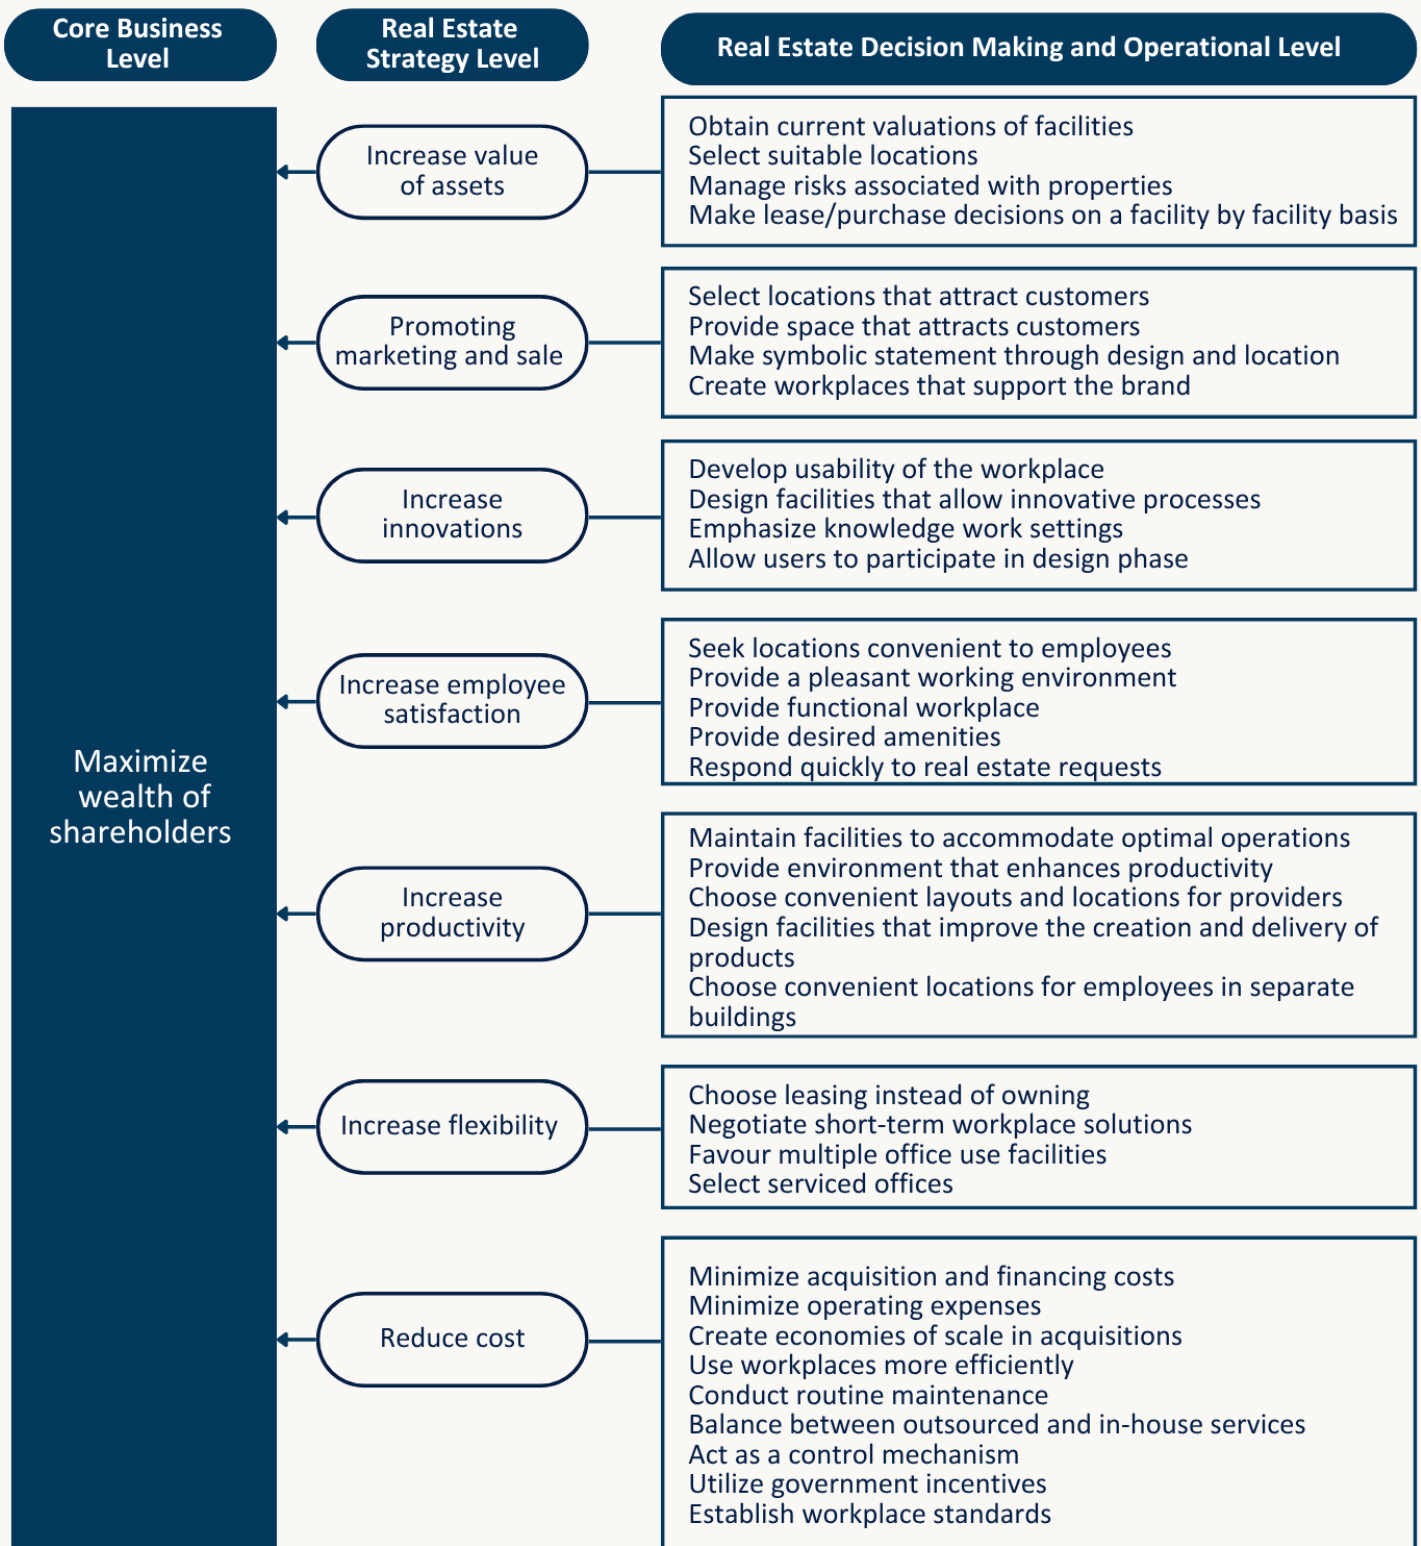 Core Business
Level
Real Estate
Strategy Level
Real Estate Decision Making and Operational Level
Maximize
wealth of
shareholders
Increase value
of assets
Obtain current valuations of facilities
Select suitable locations
Manage risks associated with properties
Make lease/purchase decisions on a facility by facility basis
Promoting
marketing and sale
Select locations that attract customers
Provide space that attracts customers
Make symbolic statement through design and location
Create workplaces that support the brand
Increase
innovations
Develop usability of the workplace
Design facilities that allow innovative processes
Emphasize knowledge work settings
Allow users to participate in design phase
Increase employee
satisfaction
Seek locations convenient to employees
Provide a pleasant working environment
Provide functional workplace
Provide desired amenities
Respond quickly to real estate requests
Increase
productivity
Maintain facilities to accommodate optimal operations
Provide environment that enhances productivity
Choose convenient layouts and locations for providers
Design facilities that improve the creation and delivery of
products
Choose convenient locations for employees in separate
buildings
Increase flexibility
Choose leasing instead of owning
Negotiate short-term workplace solutions
Favour multiple office use facilities
Select serviced offices
Reduce cost
Minimize acquisition and financing costs
Minimize operating expenses
Create economies of scale in acquisitions
Use workplaces more efficiently
Conduct routine maintenance
Balance between outsourced and in-house services
Act as a control mechanism
Utilize government incentives
Establish workplace standards